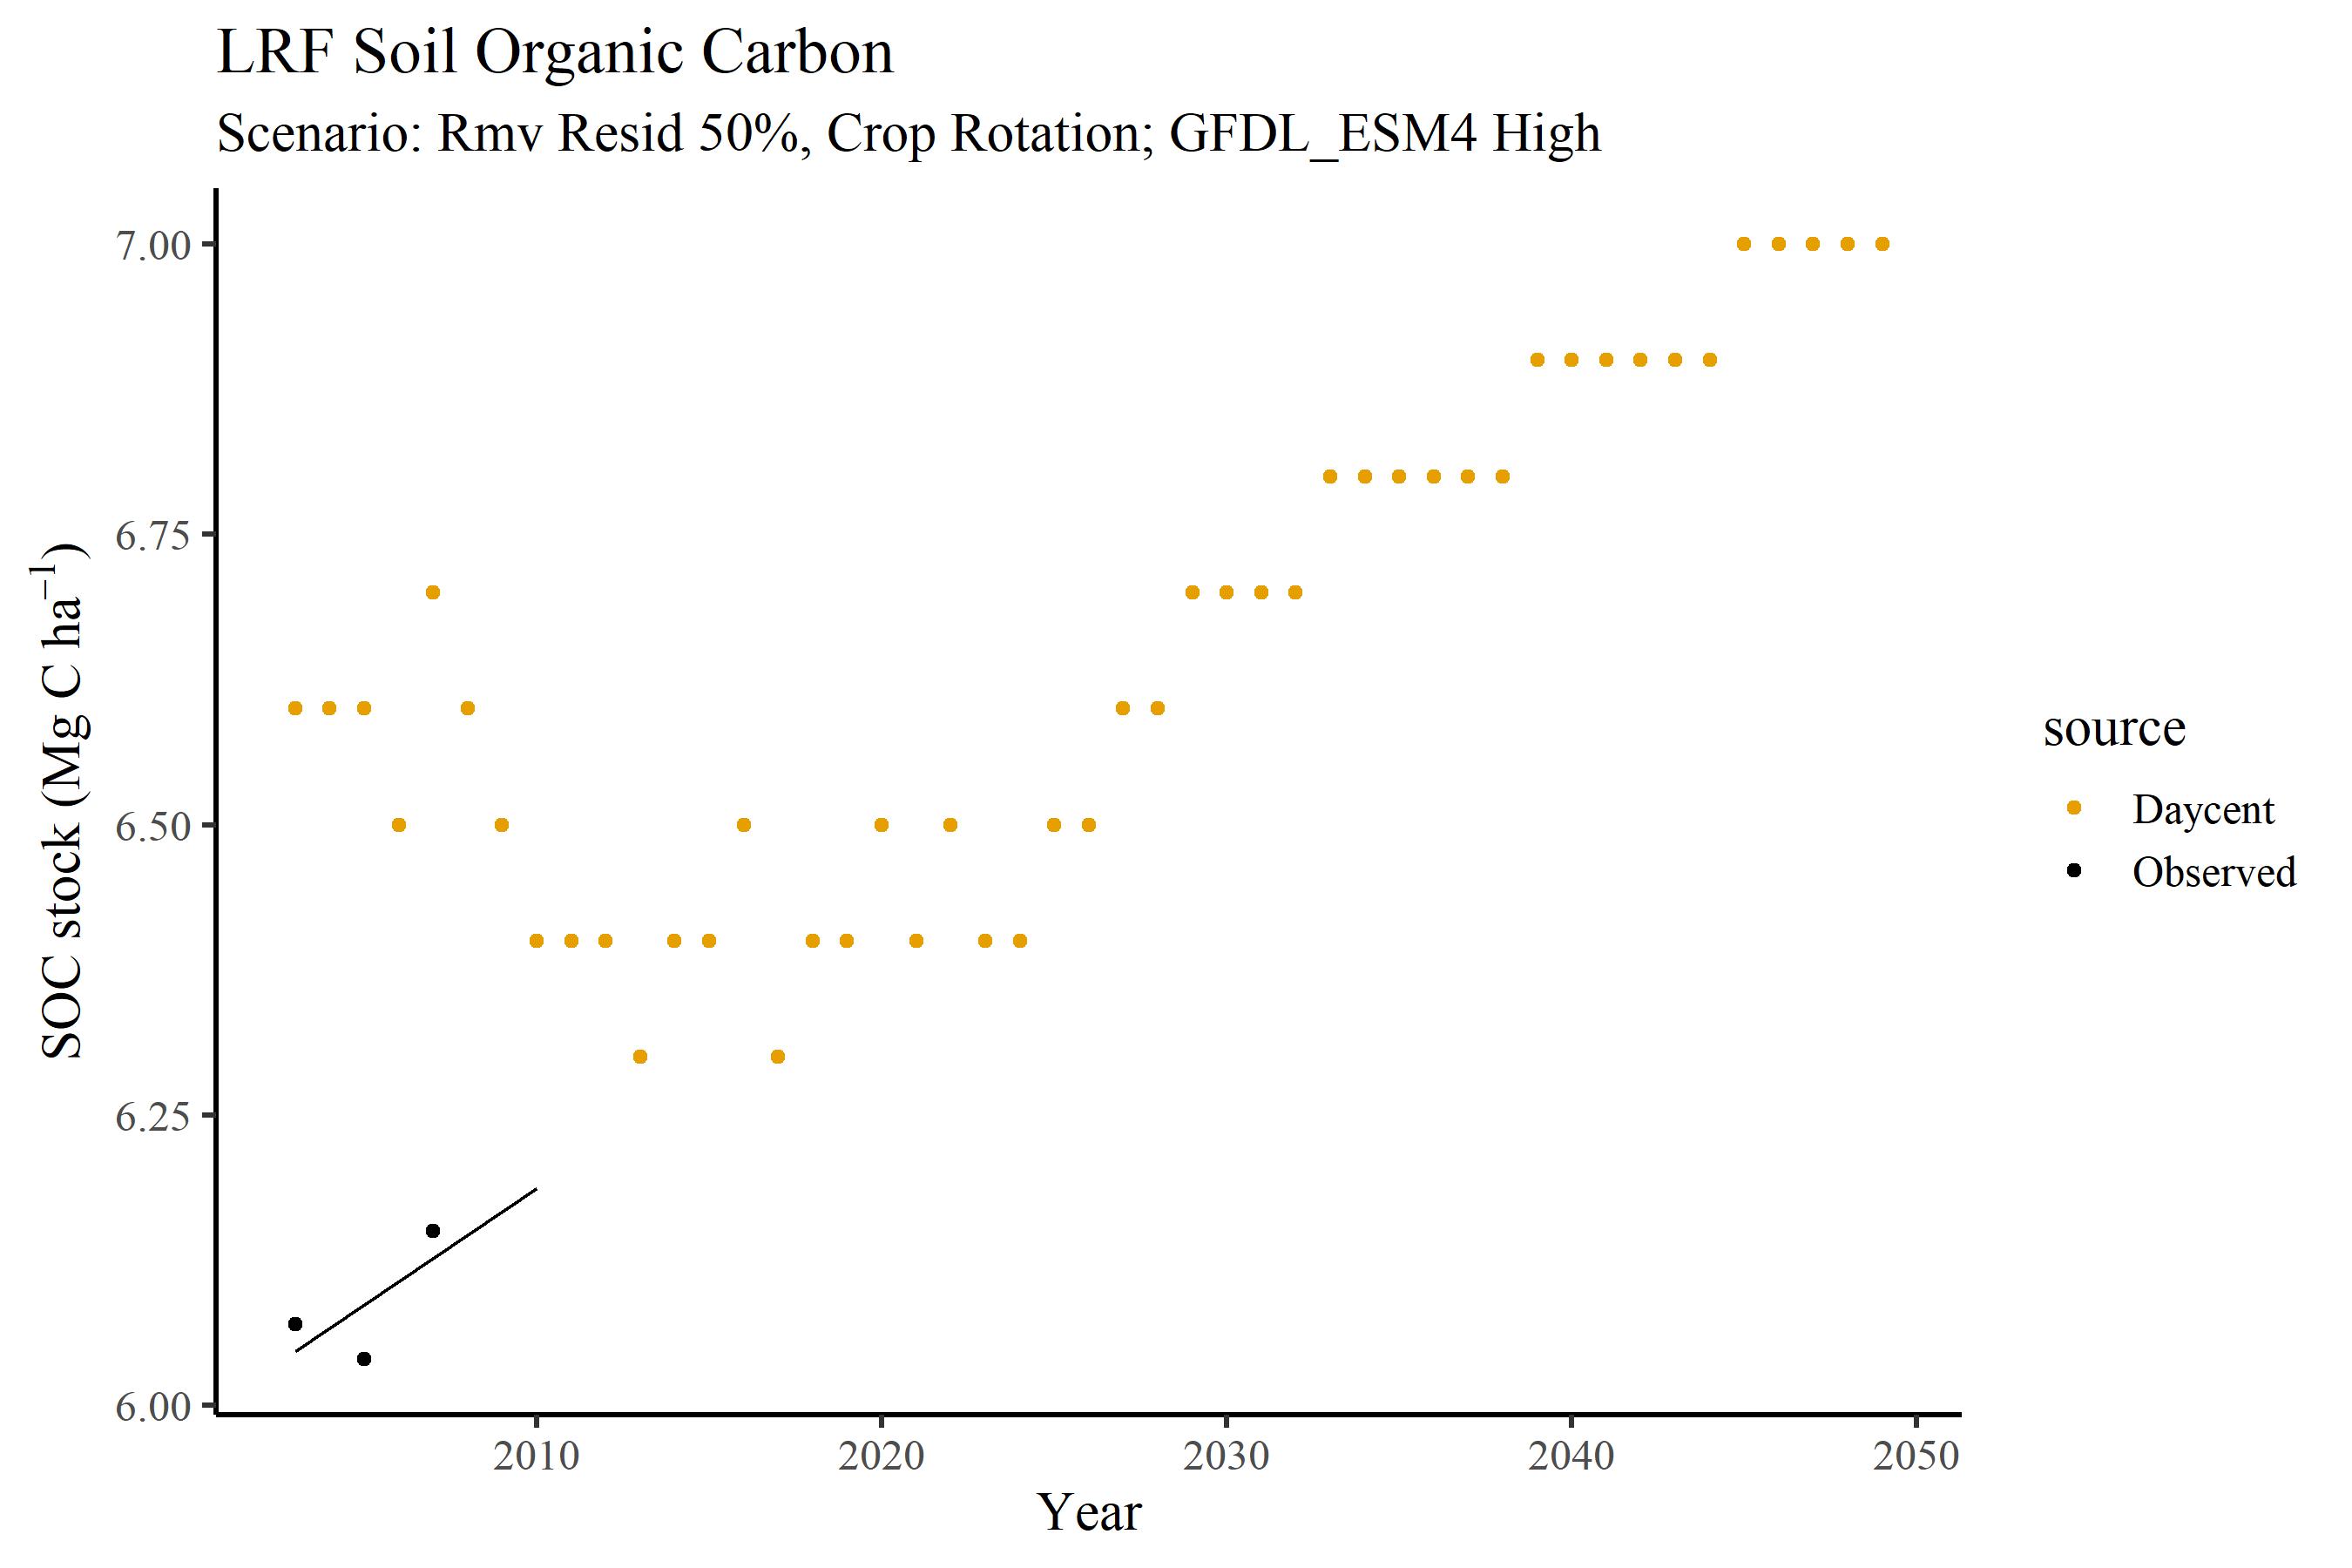 LRF Soil Organic Carbon
Scenario: Rmv Resid 50%, Crop Rotation; GFDL_ESM4 High
SOC stock (Mg C ha⁻¹)
7.00
6.75
6.50
6.25
6.00
2010 2020 2030 2040 2050
Year
source
Daycent
Observed